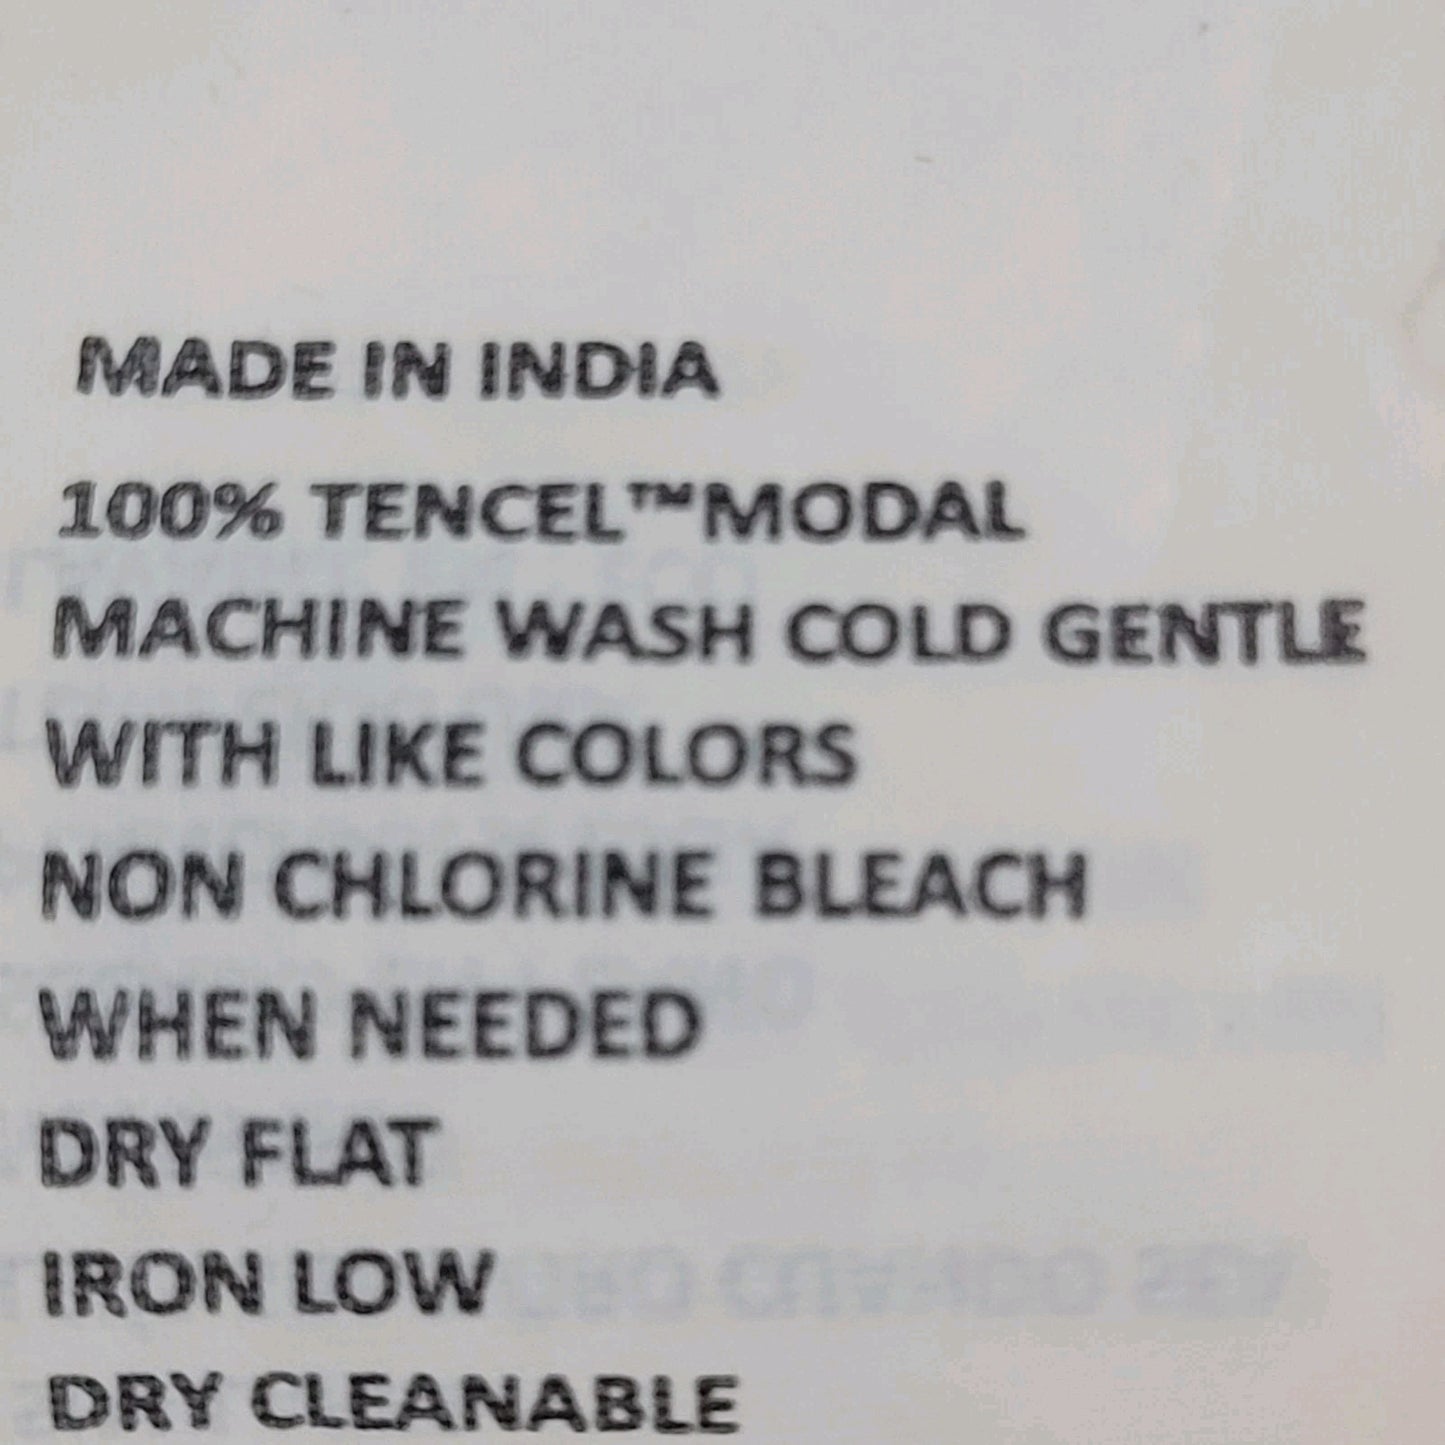 MADE IN INDIA
100% TENCEL™MODAL
MACHINE WASH COLD GENTLE
WITH LIKE COLORS
NON CHLORINE BLEACH
WHEN NEEDED
DRY FLAT
IRON LOW
DRY CLEANABLE